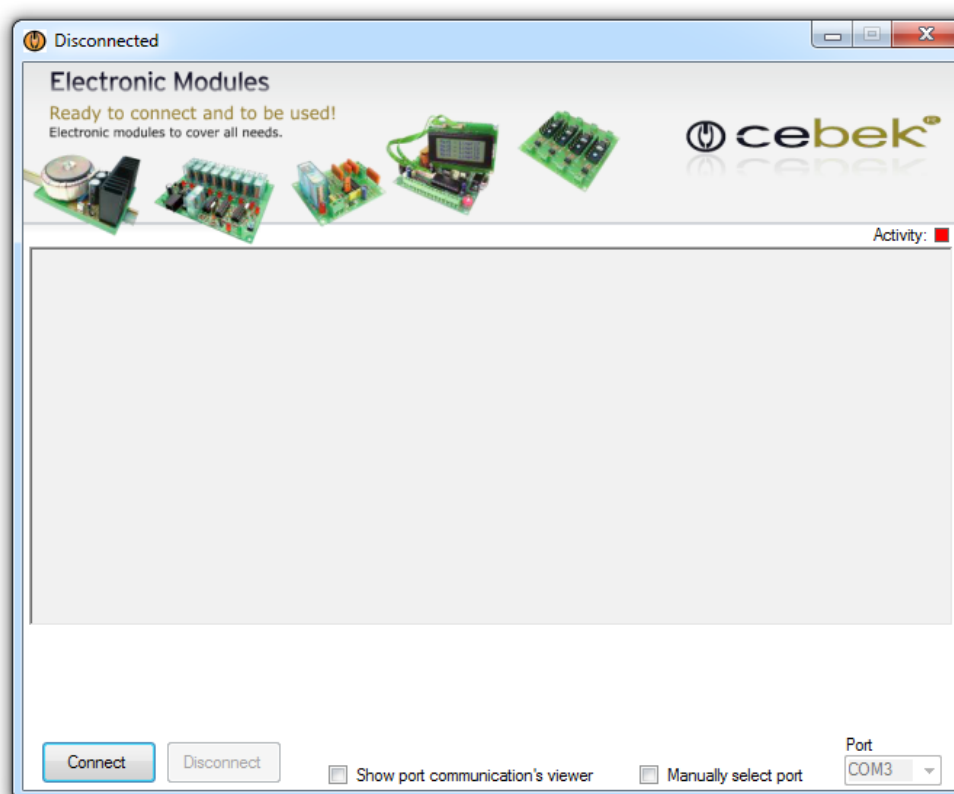 Disconnected
Electronic Modules
Ready to connect and to be used!
Electronic modules to cover all needs.
cebek
Activity:
Port
Connect
Disconnect
Show port communication's viewer
Manually select port
COM3